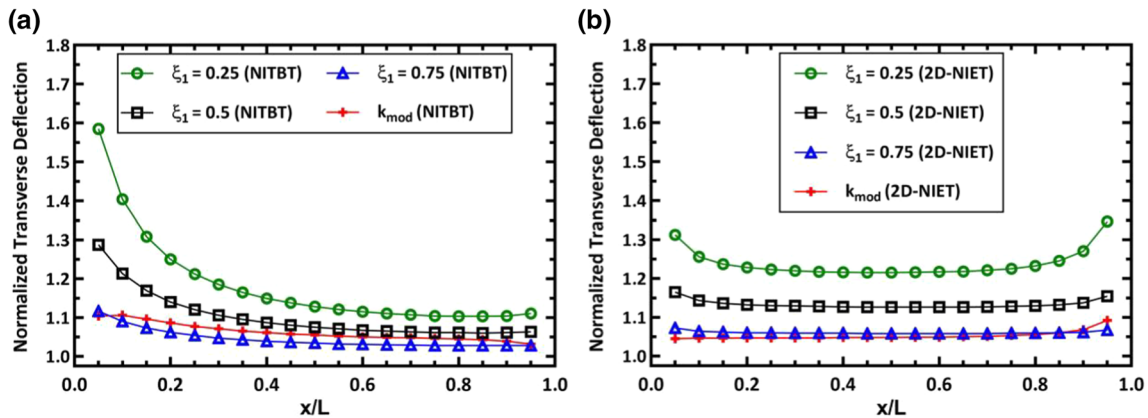 (a)
Normalized Transverse Deflection
1.8
1.7
1.6
1.5
1.4
1.3
1.2
1.1
1.0
ξ₁ = 0.25 (NITBT)
ξ₁ = 0.75 (NITBT)
ξ₁ = 0.5 (NITBT)
kmod (NITBT)
0.0 0.2 0.4 0.6 0.8 1.0
x/L
(b)
Normalized Transverse Deflection
1.8
1.7
1.6
1.5
1.4
1.3
1.2
1.1
1.0
ξ₁ = 0.25 (2D-NIET)
ξ₁ = 0.5 (2D-NIET)
ξ₁ = 0.75 (2D-NIET)
kmod (2D-NIET)
0.0 0.2 0.4 0.6 0.8 1.0
x/L